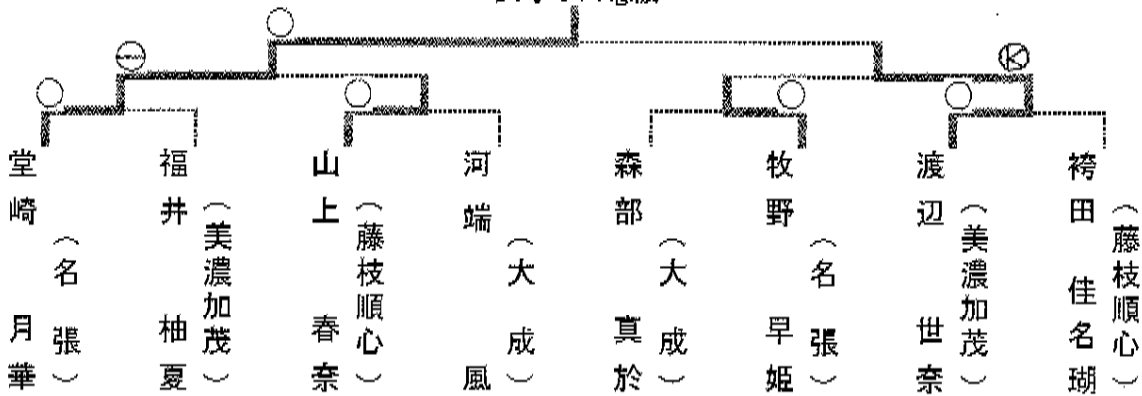 堂崎 月華
(名張)
福井 柚夏
(美濃加茂)
山上 春奈
(藤枝順心)
河端 風
(大成)
森部 真於
(大成)
牧野 早姫
(名張)
渡辺 世奈
(美濃加茂)
袴田 佳名瑚
(藤枝順心)